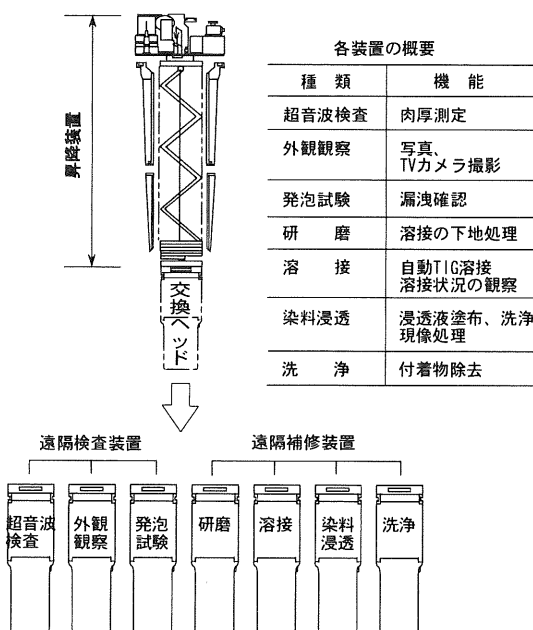 昇降装置
交換ヘッド
各装置の概要
種 類 機 能
超音波検査 肉厚測定
外観観察 写真、
TVカメラ撮影
発泡試験 漏洩確認
研 磨 溶接の下地処理
溶 接 自動TIG溶接
溶接状況の観察
染料浸透 浸透液塗布、洗浄
現像処理
洗 浄 付着物除去
遠隔検査装置
遠隔補修装置
超音波
検査
外観
観察
発泡
試験
研磨
溶接
染料
浸透
洗浄